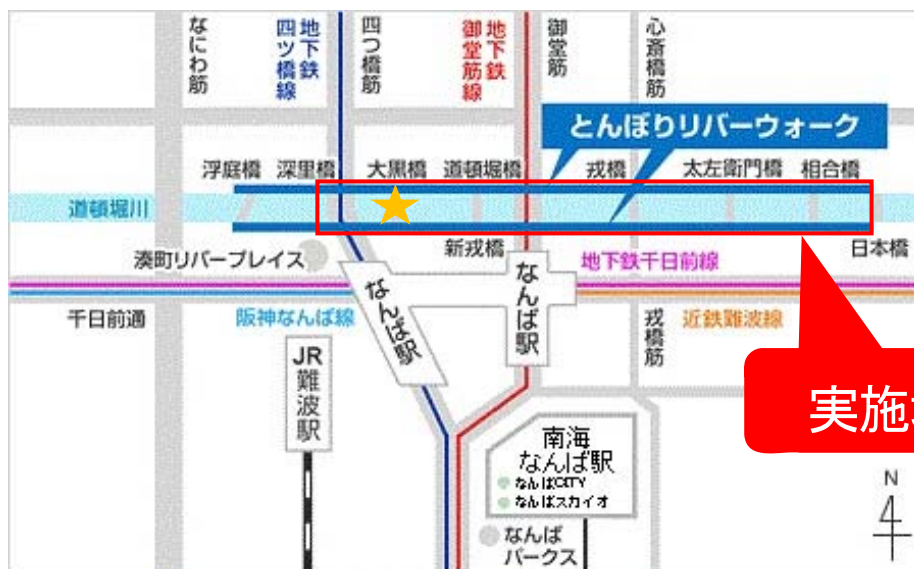 なにわ筋
地下鉄
四ツ橋線
四つ橋筋
地下鉄
御堂筋線
御堂筋
心斎橋筋
とんぼりリバーウォーク
浮庭橋
深里橋
大黒橋
道頓堀橋
戎橋
太左衛門橋
相合橋
道頓堀川
湊町リバープレイス
新戎橋
地下鉄千日前線
日本橋
千日前通
阪神なんば線
なんば駅
なんば駅
戎橋筋
近鉄難波線
JR
難波駅
実施
南海
なんば駅
なんばCITY
なんばスカイオ
なんば
パークス
N